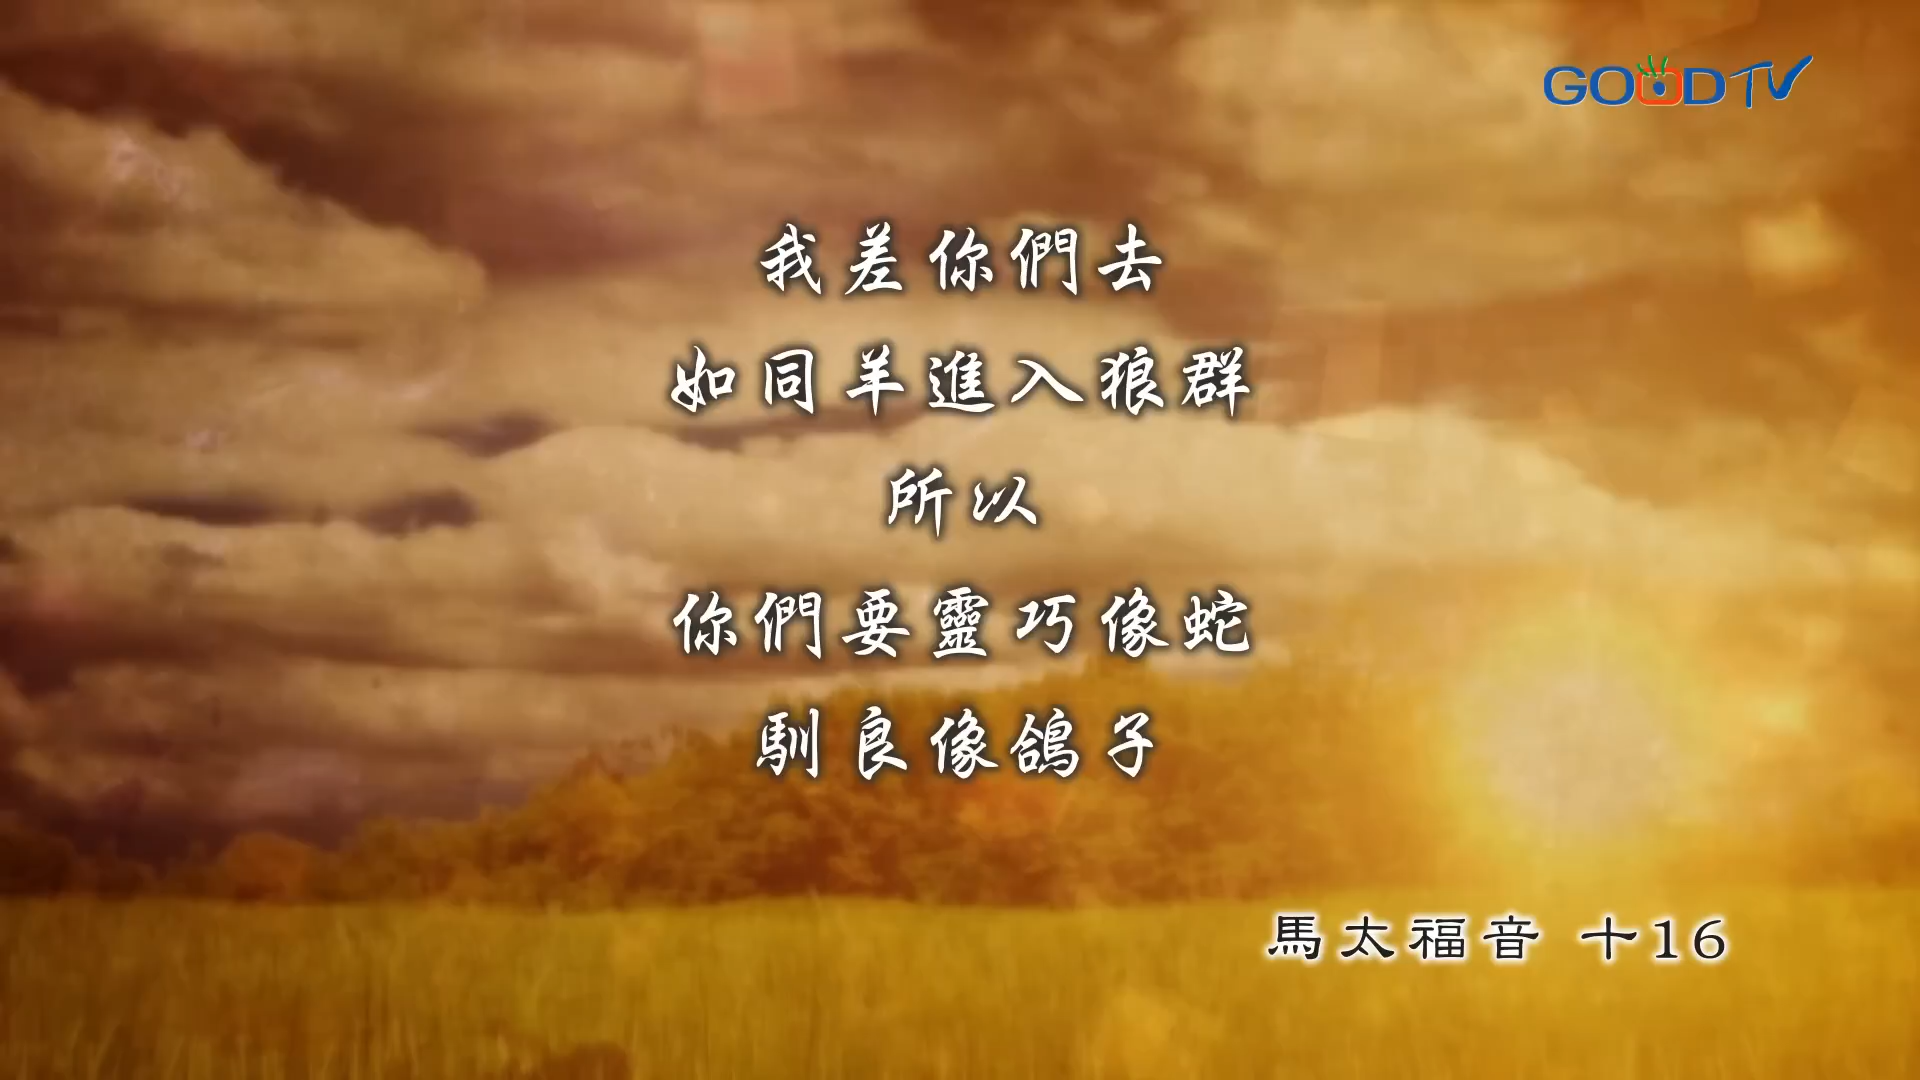 GOODTV
我差你們去
如同羊進入狼群
所以
你們要靈巧像蛇
馴良像鴿子
馬太福音 十16